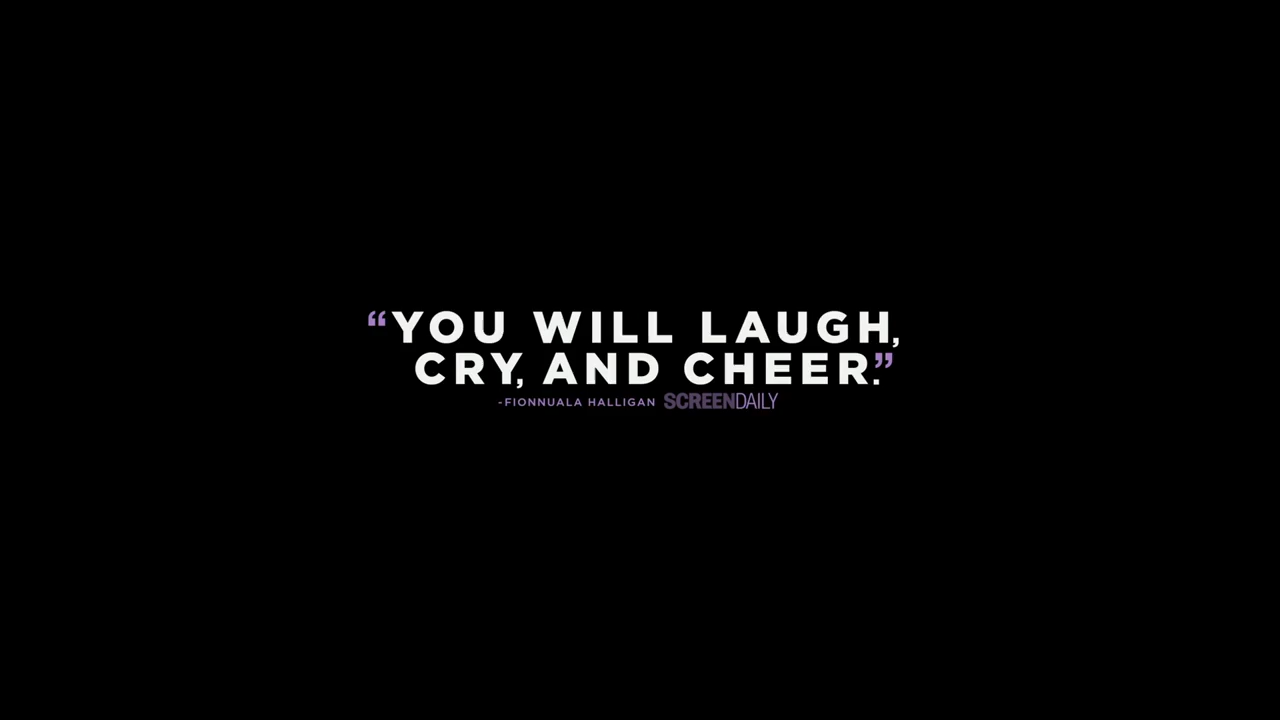 “YOU WILL LAUGH,
CRY, AND CHEER.”
-FIONNUALA HALLIGAN SCREENDAILY